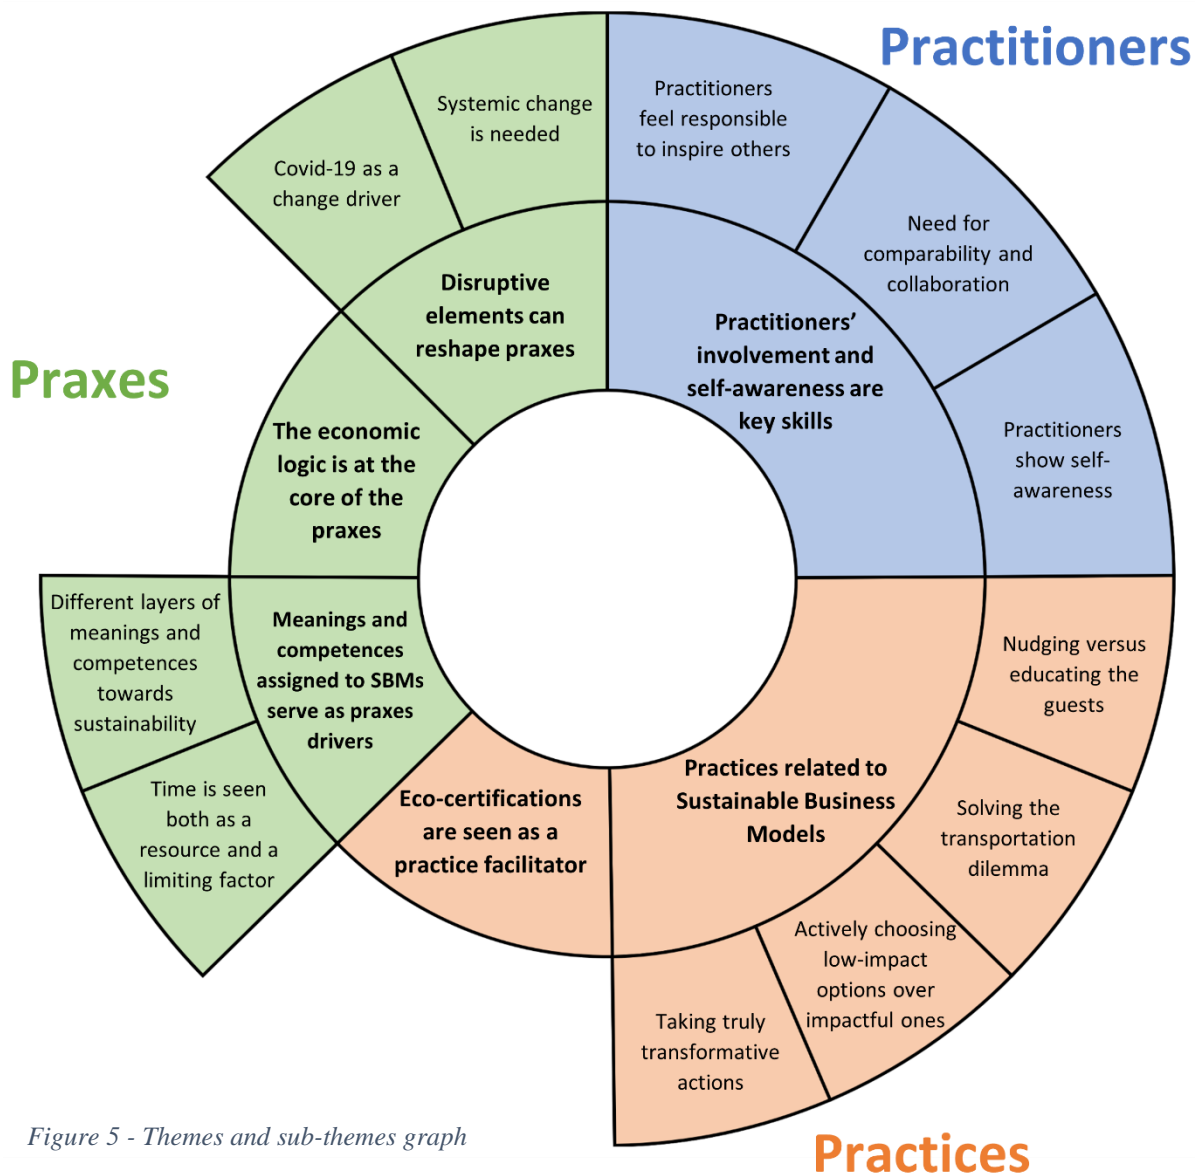 Practitioners
Practitioners
feel responsible
to inspire others
Need for
comparability and
collaboration
Practitioners
show self-
awareness
Practitioners’
involvement and
self-awareness are
key skills
Systemic change
is needed
Covid-19 as a
change driver
Disruptive
elements can
reshape praxes
Praxes
The economic
logic is at the
core of the
praxes
Different layers of
meanings and
competences
towards
sustainability
Meanings and
competences
assigned to SBMs
serve as praxes
drivers
Time is seen
both as a
resource and a
limiting factor
Eco-certifications
are seen as a
practice facilitator
Practices related to
Sustainable Business
Models
Nudging versus
educating the
guests
Solving the
transportation
dilemma
Actively choosing
low-impact
options over
impactful ones
Taking truly
transformative
actions
Practices
Figure 5 - Themes and sub-themes graph